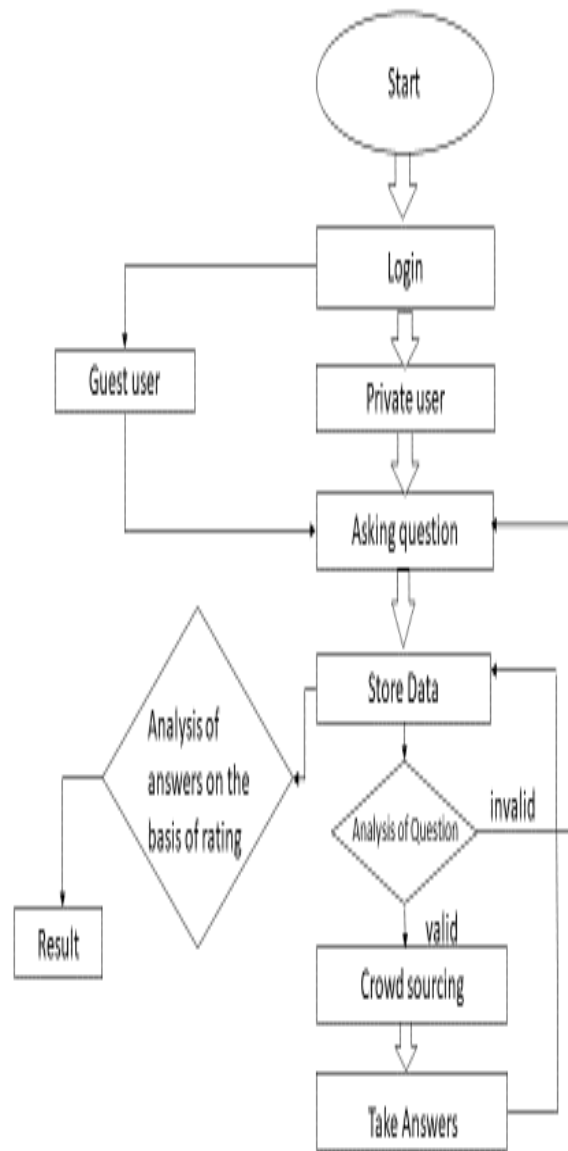 Start
Login
Guest user
Private user
Asking question
Store Data
Analysis of
answers on the
basis of rating
Analysis of Question
invalid
valid
Result
Crowd sourcing
Take Answers